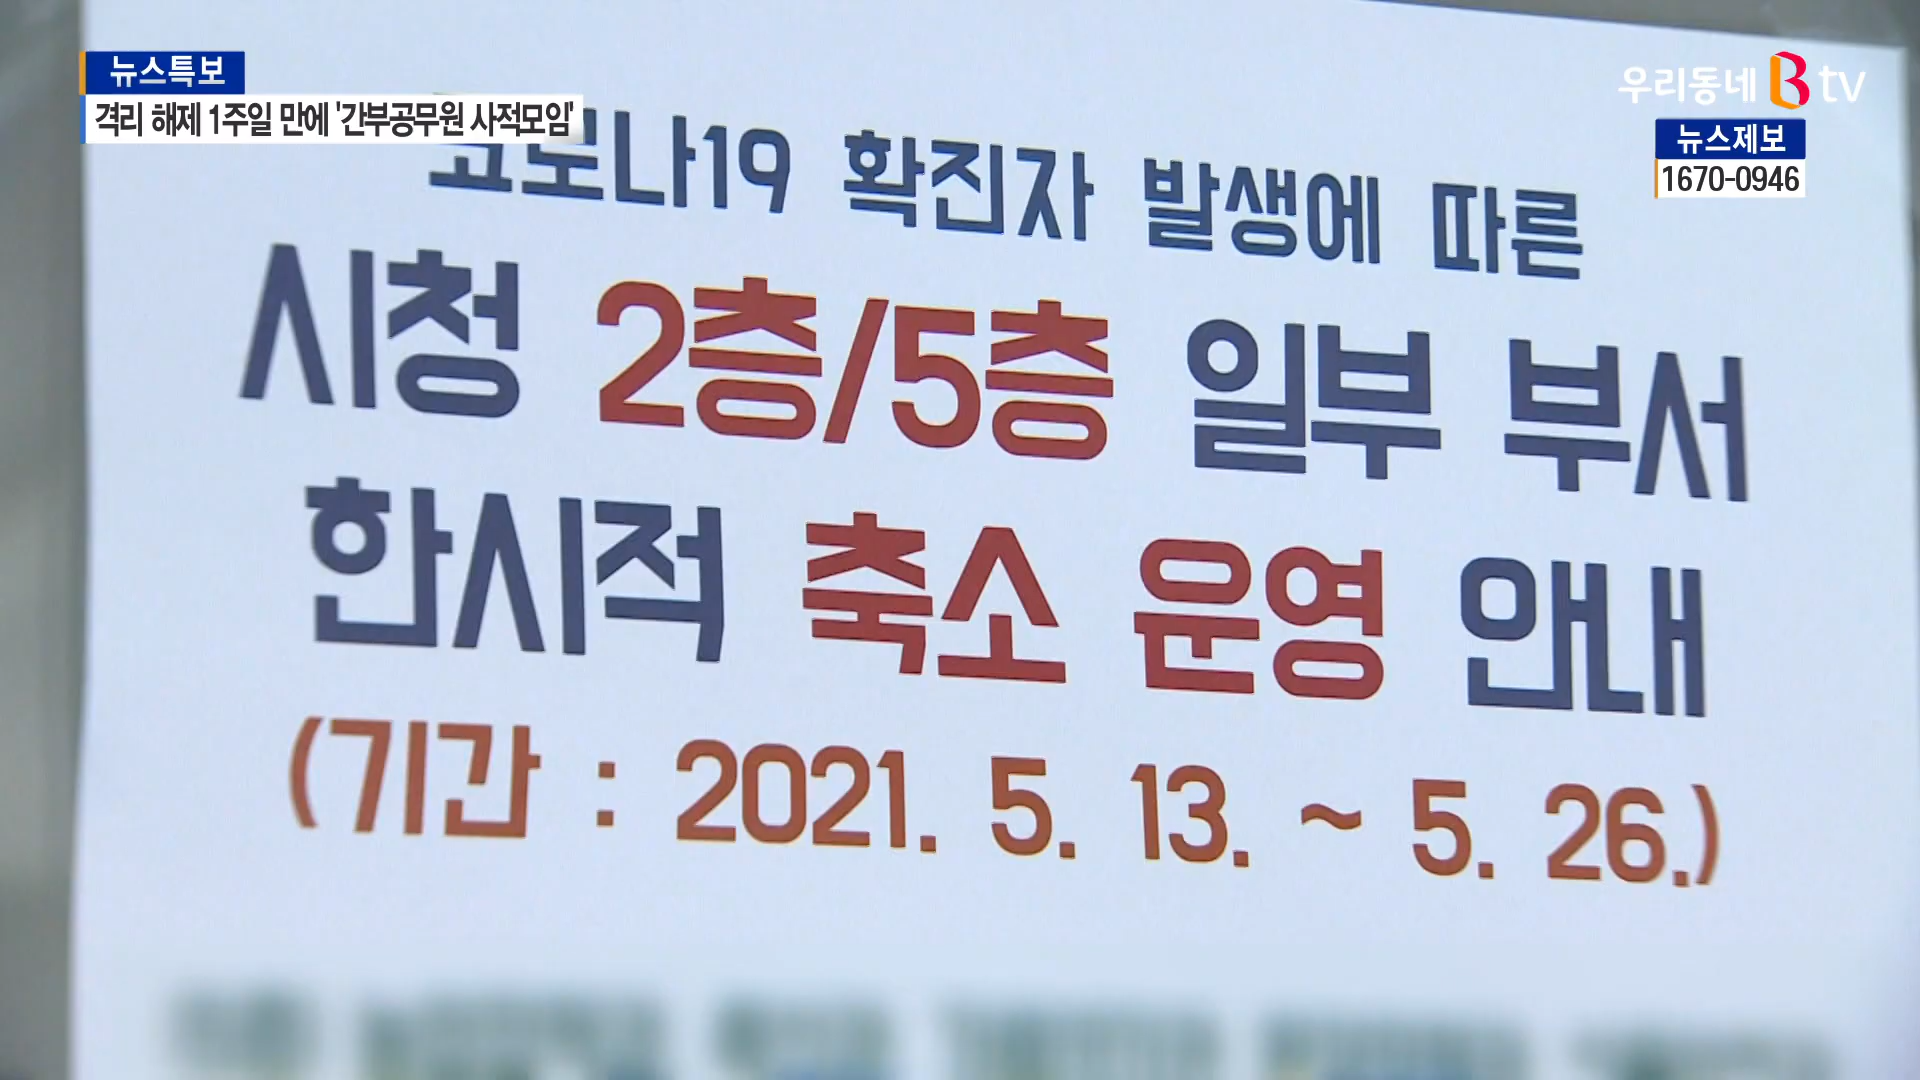 뉴스특보
격리 해제 1주일 만에 '간부공무원 사적모임'
우리동네 B tv
뉴스제보
1670-0946
코로나19 확진자 발생에 따른
시청 2층/5층 일부 부서
한시적 축소 운영 안내
(기간 : 2021. 5. 13. ~ 5. 26.)